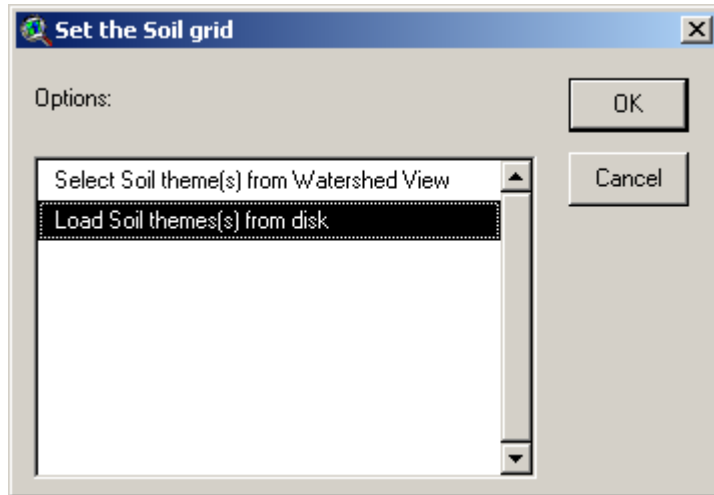 Set the Soil grid
Options:
OK
Select Soil theme(s) from Watershed View
Cancel
Load Soil themes(s) from disk